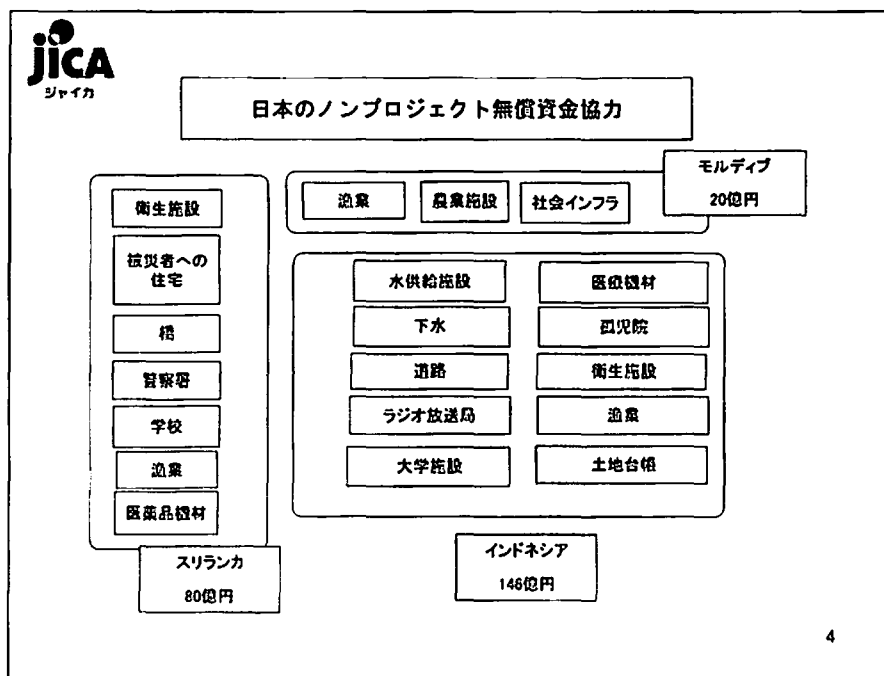 JICA
ジャイカ
日本のノンプロジェクト無償資金協力
モルディブ
20億円
漁業
農業施設
社会インフラ
衛生施設
被災者への
住宅
橋
警察署
学校
漁業
医薬品機材
スリランカ
80億円
水供給施設
医療機材
下水
孤児院
道路
衛生施設
ラジオ放送局
漁業
大学施設
土地台帳
インドネシア
146億円
4